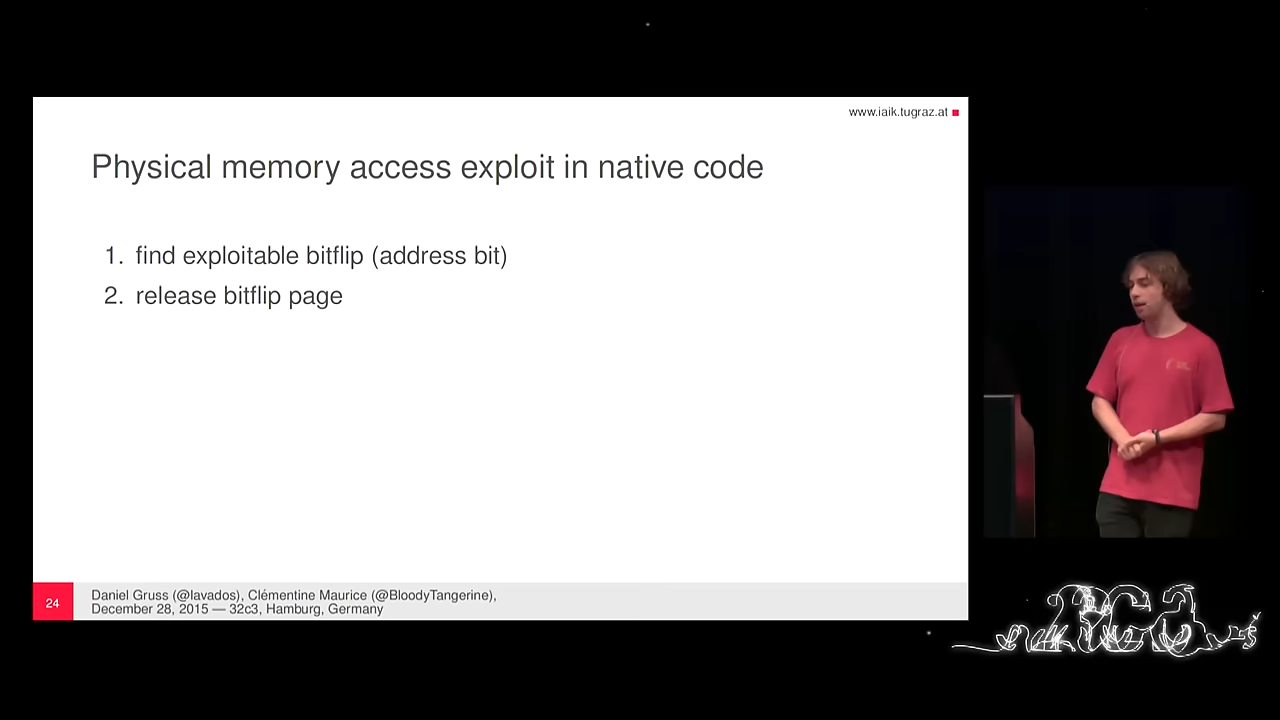 www.iaik.tugraz.at
Physical memory access exploit in native code
1. find exploitable bitflip (address bit)
2. release bitflip page
24
Daniel Gruss (@lavados), Clémentine Maurice (@BloodyTangerine),
December 28, 2015 — 32c3, Hamburg, Germany